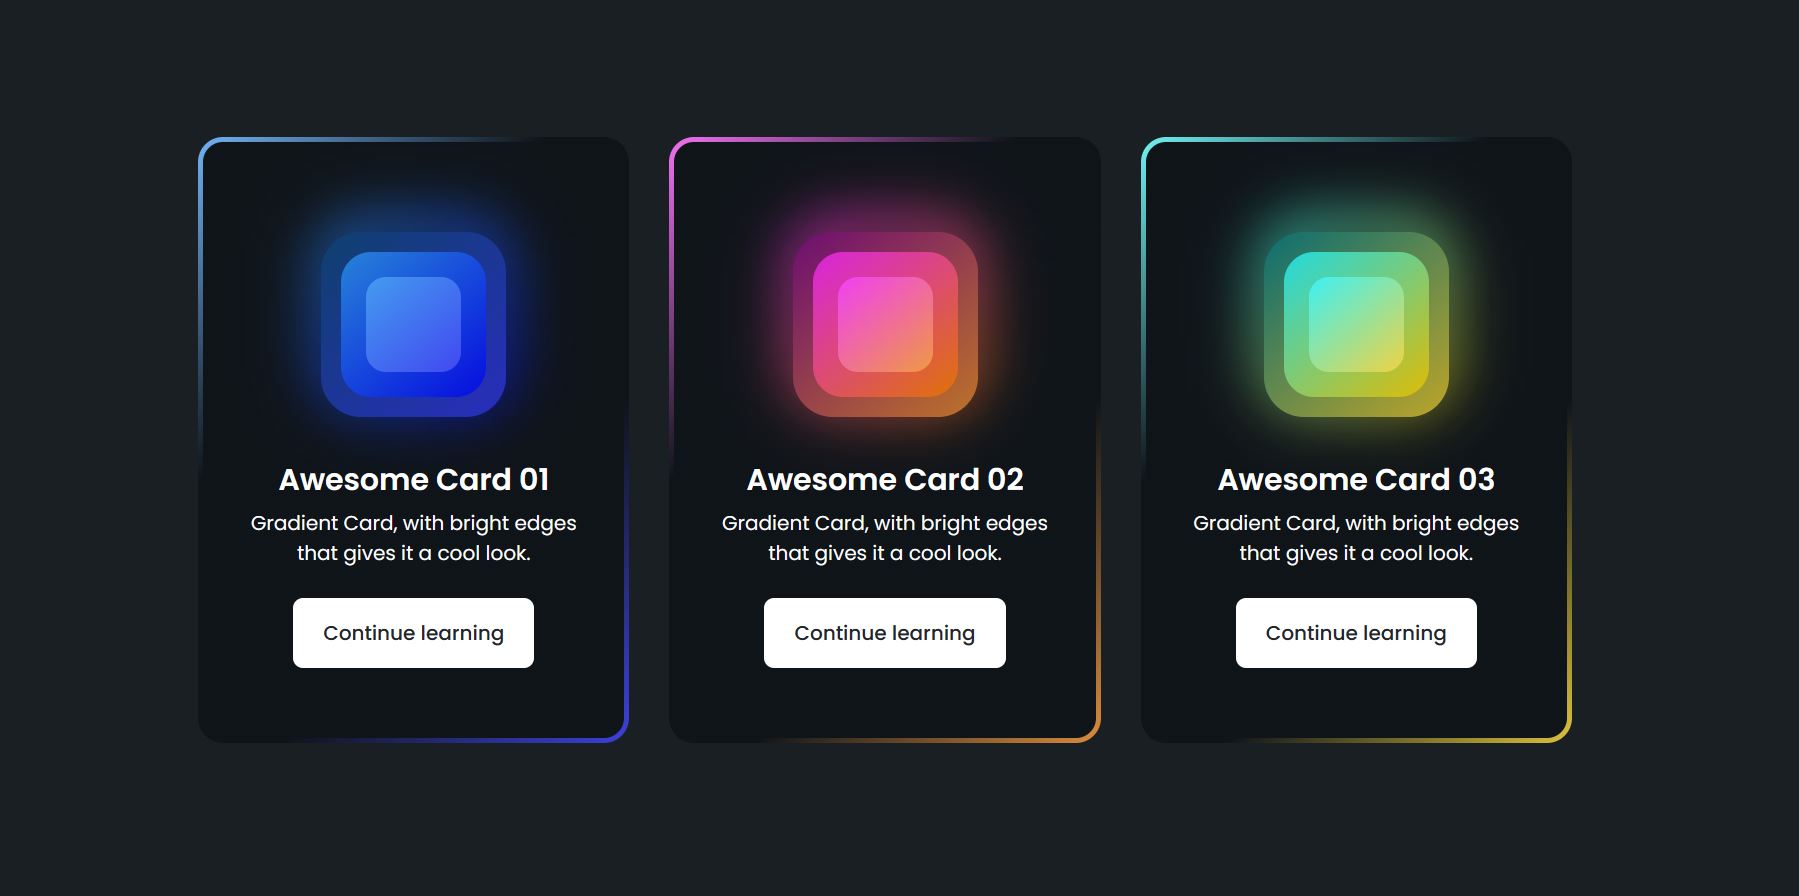 Awesome Card 01
Gradient Card, with bright edges
that gives it a cool look.
Continue learning
Awesome Card 02
Gradient Card, with bright edges
that gives it a cool look.
Continue learning
Awesome Card 03
Gradient Card, with bright edges
that gives it a cool look.
Continue learning